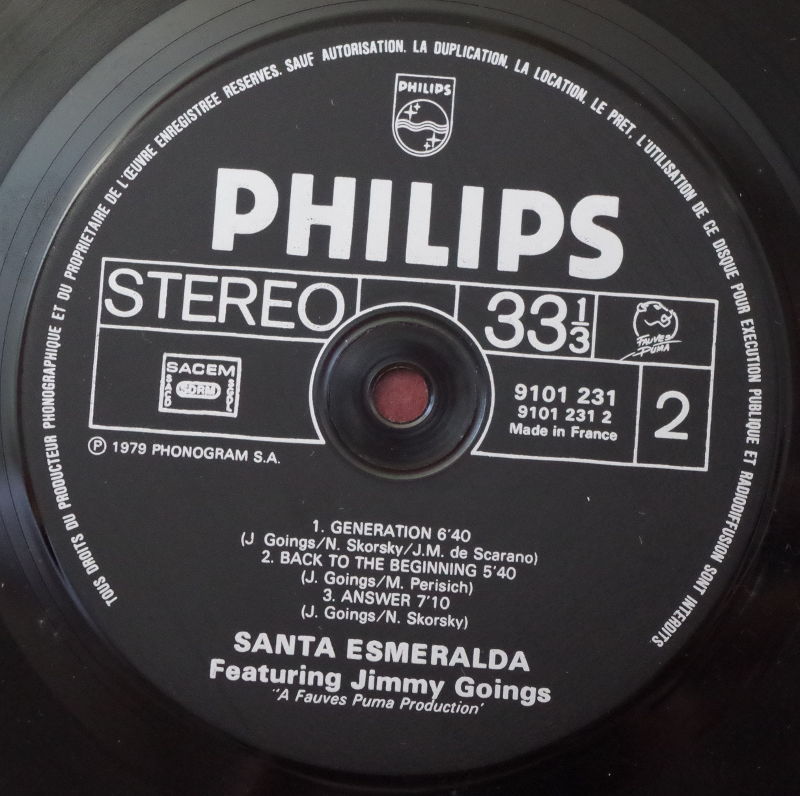 TOUS DROITS DU PRODUCTEUR PHONOGRAPHIQUE ET DU PROPRIETAIRE DE L'ŒUVRE ENREGISTREE RESERVES. SAUF AUTORISATION, LA DUPLICATION, LA LOCATION, LE PRET, L'UTILISATION DE CE DISQUE POUR EXECUTION PUBLIQUE ET RADIODIFFUSION SONT INTERDITS
PHILIPS
PHILIPS
STEREO
33 1/3
FAUVES
PUMA
SACEM
SACD
SDRM
SGDL
9101 231
9101 231 2
Made in France
2
Ⓟ 1979 PHONOGRAM S.A.
1. GENERATION 6'40
(J Goings/N. Skorsky/J.M. de Scarano)
2. BACK TO THE BEGINNING 5'40
(J. Goings/M. Perisich)
3. ANSWER 7'10
(J. Goings/N. Skorsky)
SANTA ESMERALDA
Featuring Jimmy Goings
"A Fauves Puma Production'